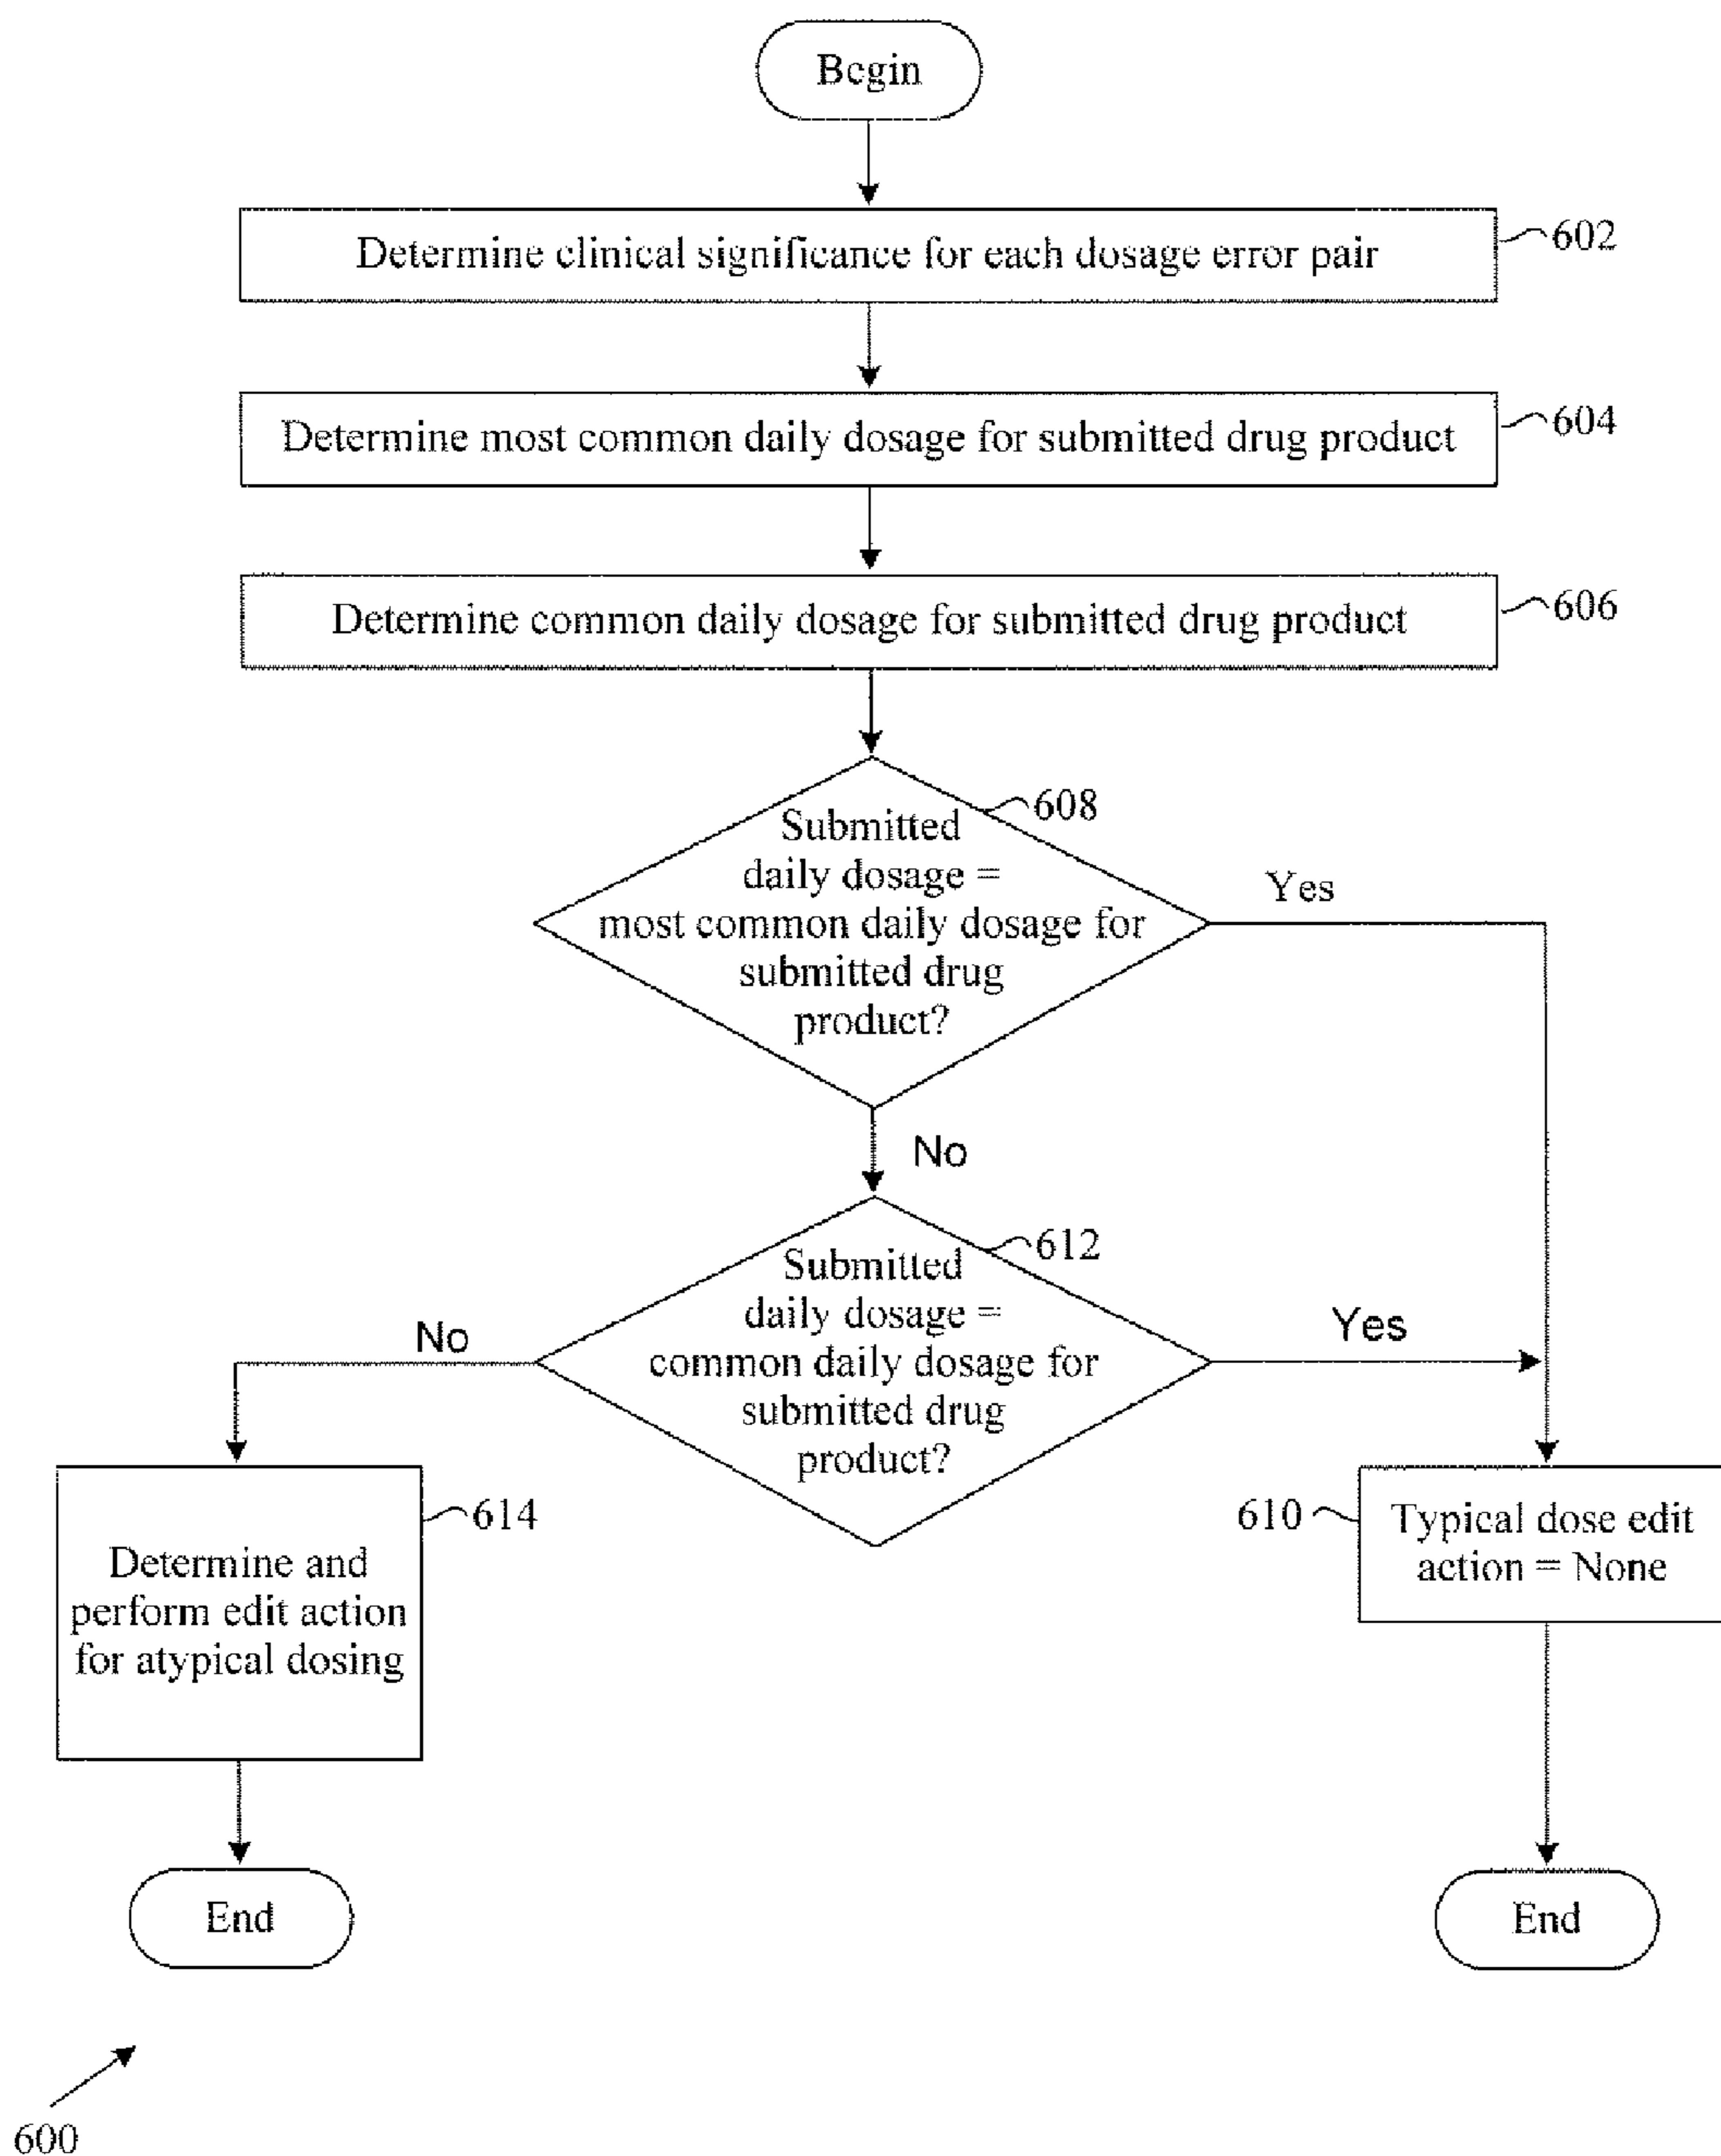 Begin
Determine clinical significance for each dosage error pair
602
Determine most common daily dosage for submitted drug product
604
Determine common daily dosage for submitted drug product
606
608
Submitted
daily dosage =
most common daily dosage for
submitted drug
product?
Yes
No
612
Submitted
daily dosage =
common daily dosage for
submitted drug
product?
No
Yes
614
Determine and
perform edit action
for atypical dosing
610
Typical dose edit
action = None
End
End
600